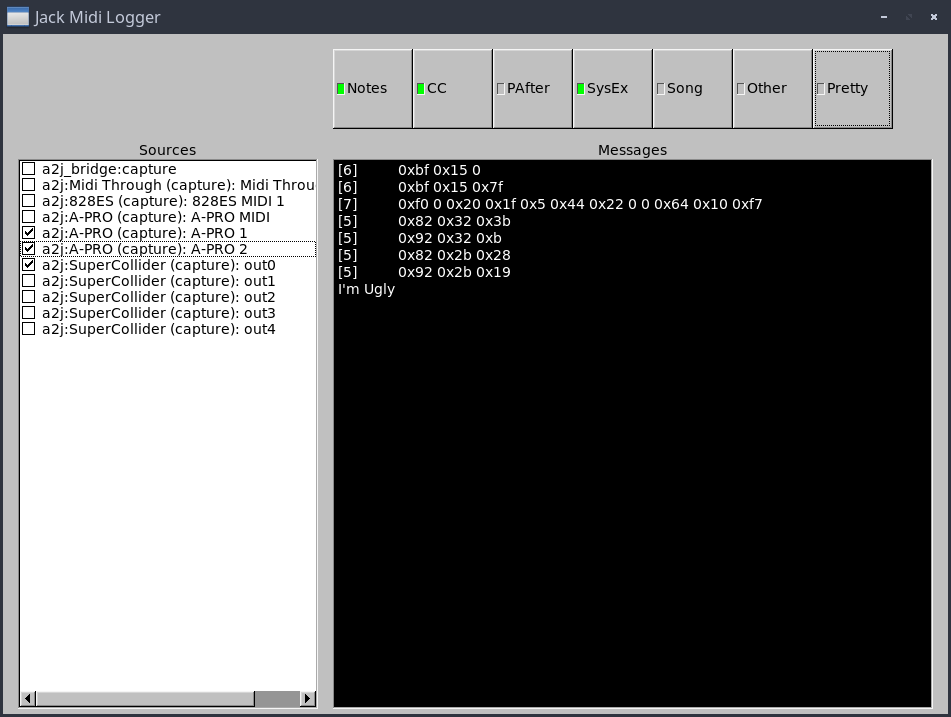 Jack Midi Logger
Notes CC PAfter SysEx Song Other Pretty
Sources
a2j_bridge:capture
a2j:Midi Through (capture): Midi Throu
a2j:828ES (capture): 828ES MIDI 1
a2j:A-PRO (capture): A-PRO MIDI
a2j:A-PRO (capture): A-PRO 1
a2j:A-PRO (capture): A-PRO 2
a2j:SuperCollider (capture): out0
a2j:SuperCollider (capture): out1
a2j:SuperCollider (capture): out2
a2j:SuperCollider (capture): out3
a2j:SuperCollider (capture): out4
Messages
[6] 0xbf 0x15 0
[6] 0xbf 0x15 0x7f
[7] 0xf0 0 0x20 0x1f 0x5 0x44 0x22 0 0 0x64 0x10 0xf7
[5] 0x82 0x32 0x3b
[5] 0x92 0x32 0xb
[5] 0x82 0x2b 0x28
[5] 0x92 0x2b 0x19
I'm Ugly